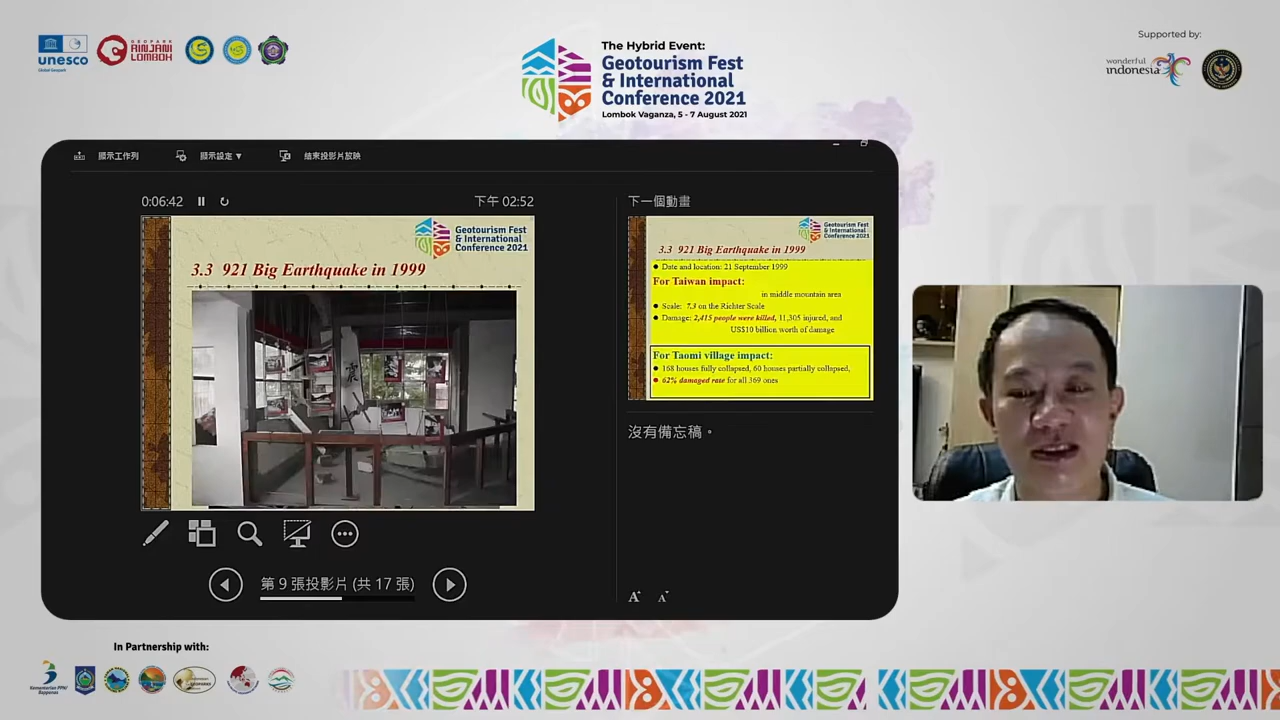 unesco
Global Geopark
GEOPARK
RINJANI
LOMBOK
The Hybrid Event:
Geotourism Fest
& International
Conference 2021
Lombok Vaganza, 5 - 7 August 2021
Supported by:
wonderful
indonesia
顯示工作列
顯示設定 ▼
結束投影片放映
0:06:42
下午 02:52
Geotourism Fest
& International
Conference 2021
3.3 921 Big Earthquake in 1999
第 9 張投影片 (共 17 張)
下一個動畫
Geotourism Fest
& International
Conference 2021
3.3 921 Big Earthquake in 1999
● Date and location: 21 September 1999
For Taiwan impact:
in middle mountain area
● Scale: 7.3 on the Richter Scale
● Damage: 2,415 people were killed, 11,305 injured, and
US$10 billion worth of damage
For Taomi village impact:
● 168 houses fully collapsed, 60 houses partially collapsed,
● 62% damaged rate for all 369 ones
沒有備忘稿。
A A
In Partnership with:
Kementerian PPN/
Bappenas